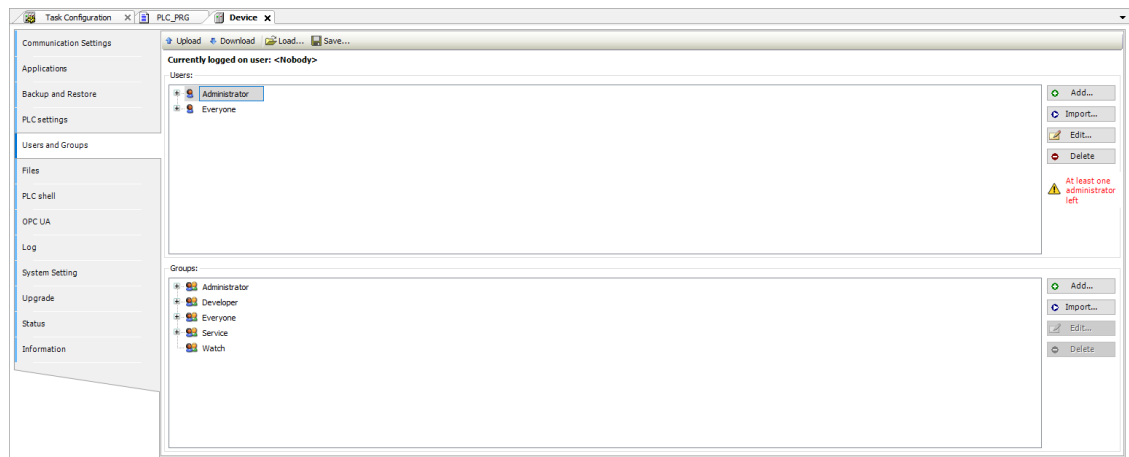 Task Configuration
PLC_PRG
Device
Communication Settings
Applications
Backup and Restore
PLC settings
Users and Groups
Files
PLC shell
OPC UA
Log
System Setting
Upgrade
Status
Information
Upload Download Load... Save...
Currently logged on user: <Nobody>
Users:
Administrator
Everyone
Add...
Import...
Edit...
Delete
At least one
administrator
left
Groups:
Administrator
Developer
Everyone
Service
Watch
Add...
Import...
Edit...
Delete